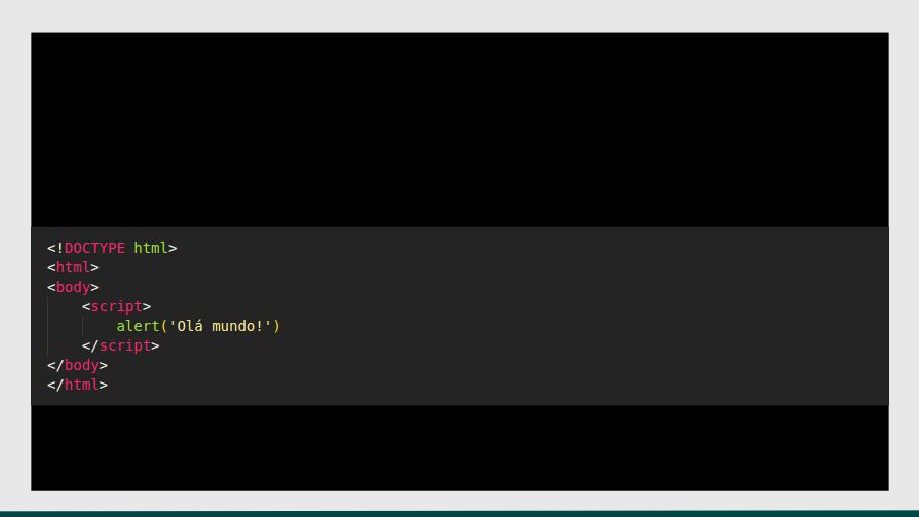 <!DOCTYPE html>
<html>
<body>
<script>
alert('Olá mundo!')
</script>
</body>
</html>